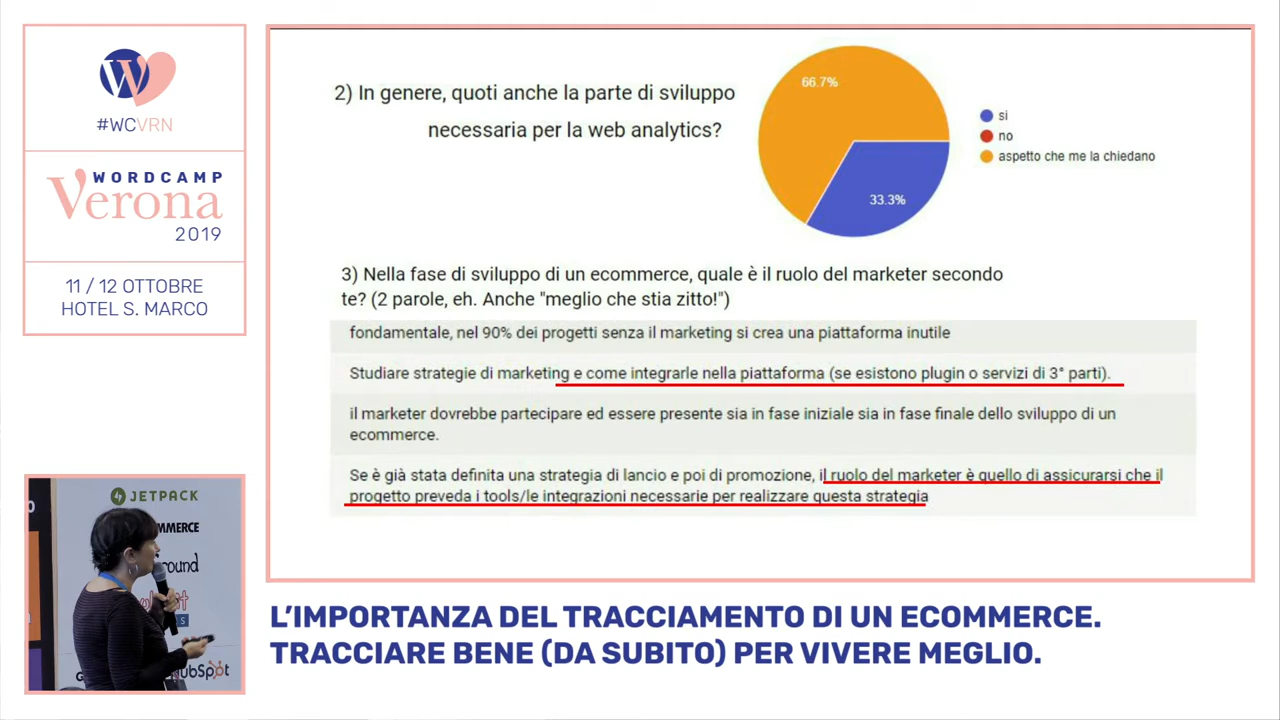 #WCVRN
WORDCAMP
Verona
2019
11 / 12 OTTOBRE
HOTEL S. MARCO
2) In genere, quoti anche la parte di sviluppo
necessaria per la web analytics?
66.7%
33.3%
si
no
aspetto che me la chiedano
3) Nella fase di sviluppo di un ecommerce, quale è il ruolo del marketer secondo
te? (2 parole, eh. Anche "meglio che stia zitto!")
fondamentale, nel 90% dei progetti senza il marketing si crea una piattaforma inutile
Studiare strategie di marketing e come integrarle nella piattaforma (se esistono plugin o servizi di 3° parti).
il marketer dovrebbe partecipare ed essere presente sia in fase iniziale sia in fase finale dello sviluppo di un
ecommerce.
Se è già stata definita una strategia di lancio e poi di promozione, il ruolo del marketer è quello di assicurarsi che il
progetto preveda i tools/le integrazioni necessarie per realizzare questa strategia
JETPACK
L'IMPORTANZA DEL TRACCIAMENTO DI UN ECOMMERCE.
TRACCIARE BENE (DA SUBITO) PER VIVERE MEGLIO.